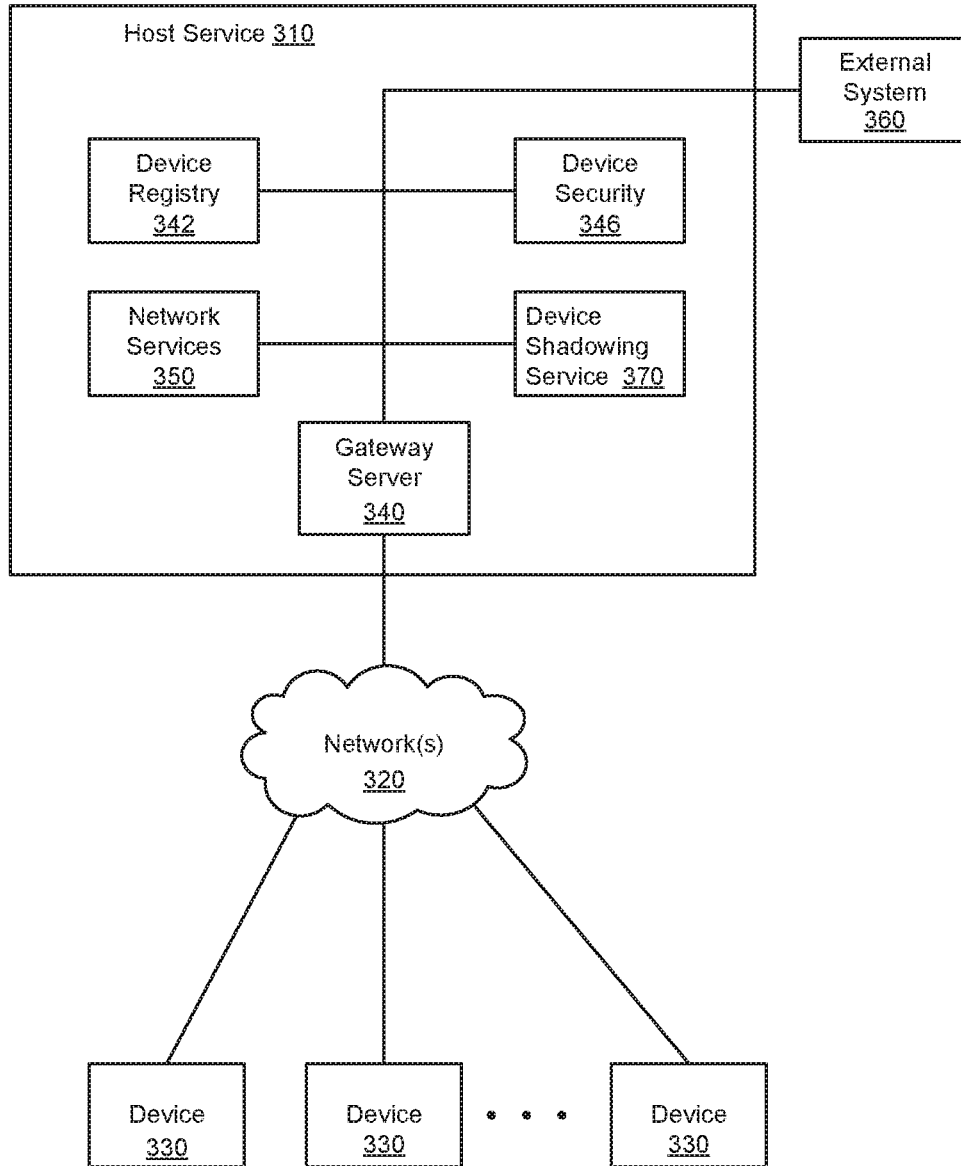 Host Service 310
External
System
360
Device
Registry
342
Device
Security
346
Network
Services
350
Device
Shadowing
Service 370
Gateway
Server
340
Network(s)
320
Device
330
Device
330
Device
330